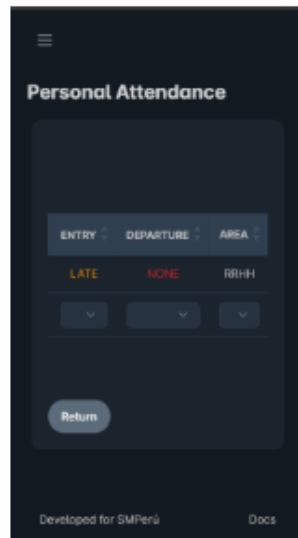 Personal Attendance
ENTRY DEPARTURE AREA
LATE NONE RRHH
Return
Developed for SMPerú Docs